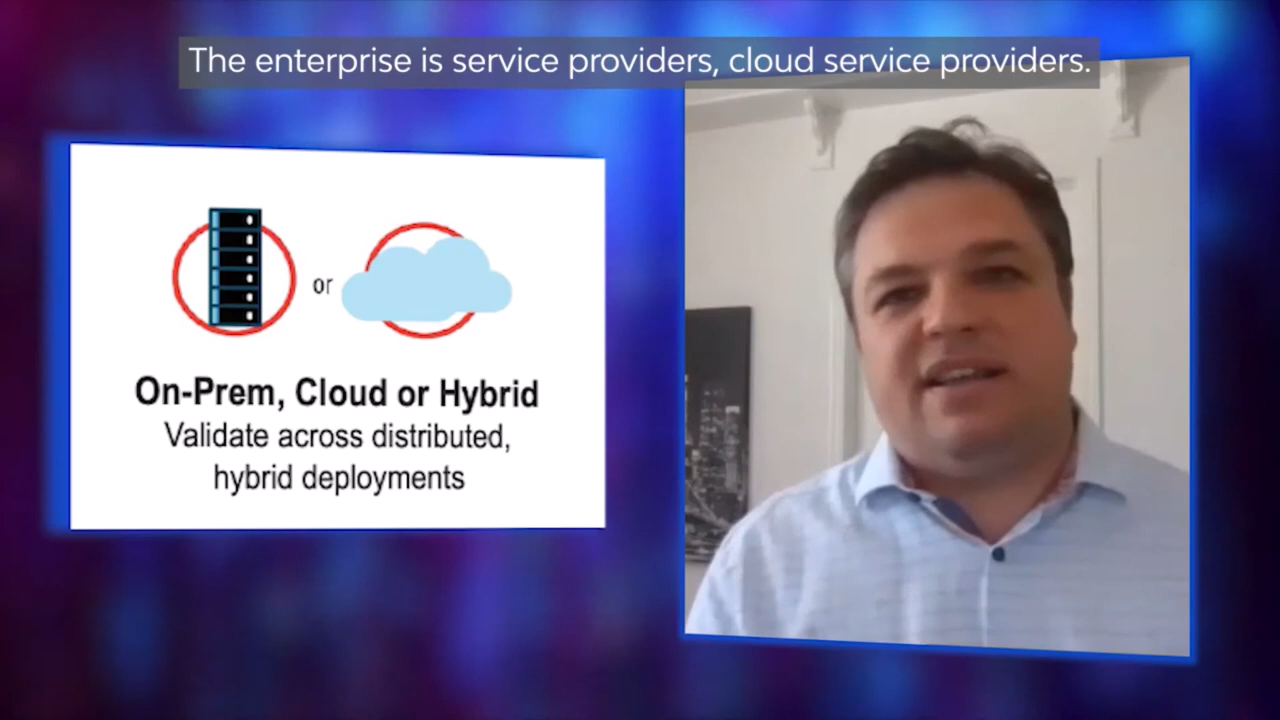 The enterprise is service providers, cloud service providers.
or
On-Prem, Cloud or Hybrid
Validate across distributed,
hybrid deployments